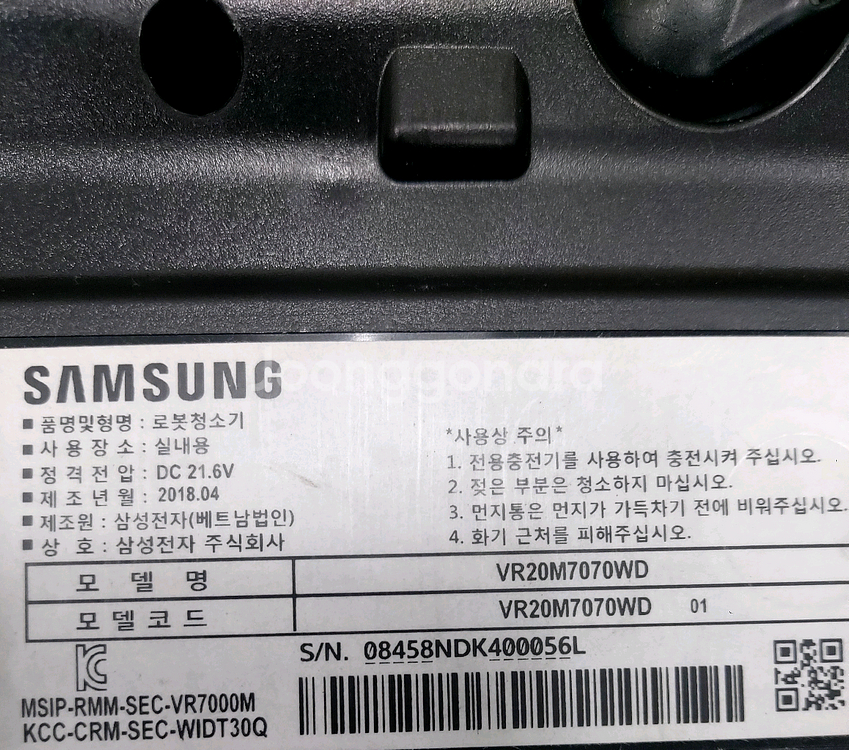 Joonggonara
SAMSUNG
■ 품명및형명 : 로봇청소기
■ 사 용 장 소 : 실내용
■ 정 격 전 압 : DC 21.6V
■ 제 조 년 월 : 2018.04
■ 제조원 : 삼성전자(베트남법인)
■ 상 호 : 삼성전자 주식회사
*사용상 주의*
1. 전용충전기를 사용하여 충전시켜 주십시오.
2. 젖은 부분은 청소하지 마십시오.
3. 먼지통은 먼지가 가득차기 전에 비워주십시오.
4. 화기 근처를 피해주십시오.
모 델 명 VR20M7070WD
모 델 코 드 VR20M7070WD 01
S/N. 08458NDK400056L
MSIP-RMM-SEC-VR7000M
KCC-CRM-SEC-WIDT30Q